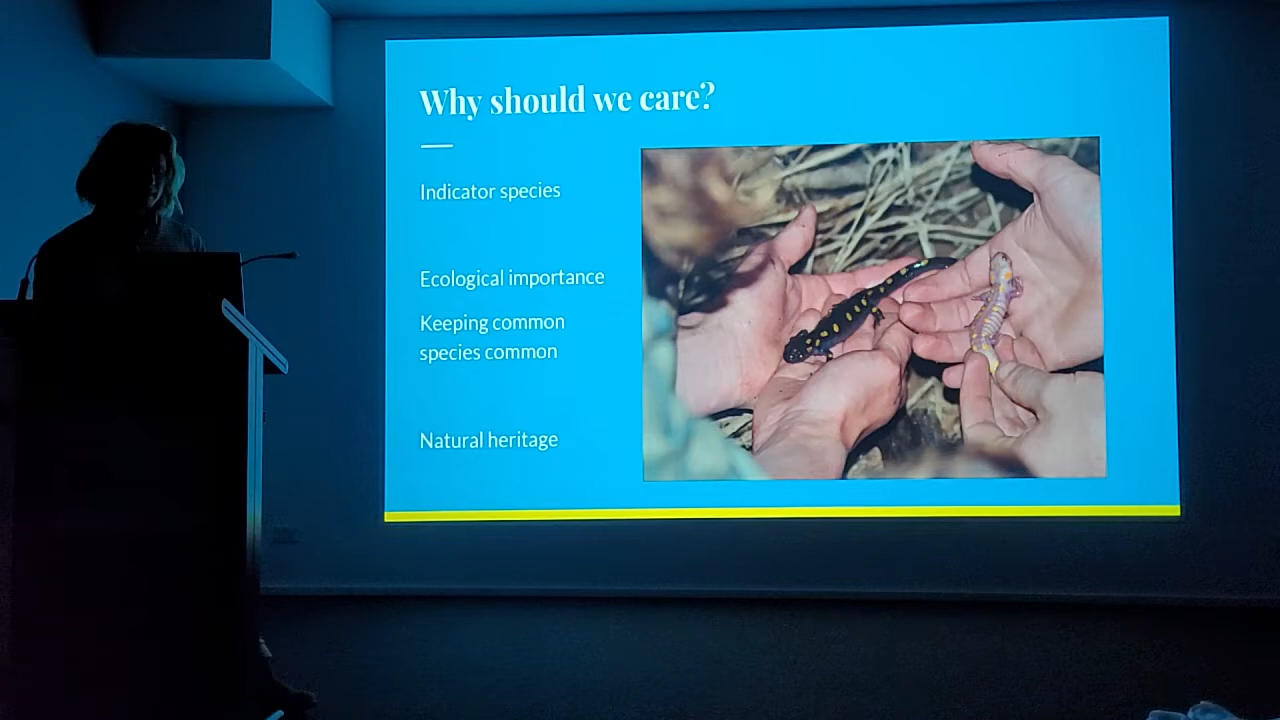 Why should we care?
Indicator species
Ecological importance
Keeping common
species common
Natural heritage